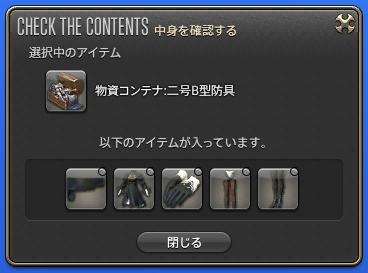 CHECK THE CONTENTS 中身を確認する
選択中のアイテム
物資コンテナ:二号B型防具
以下のアイテムが入っています。
閉じる